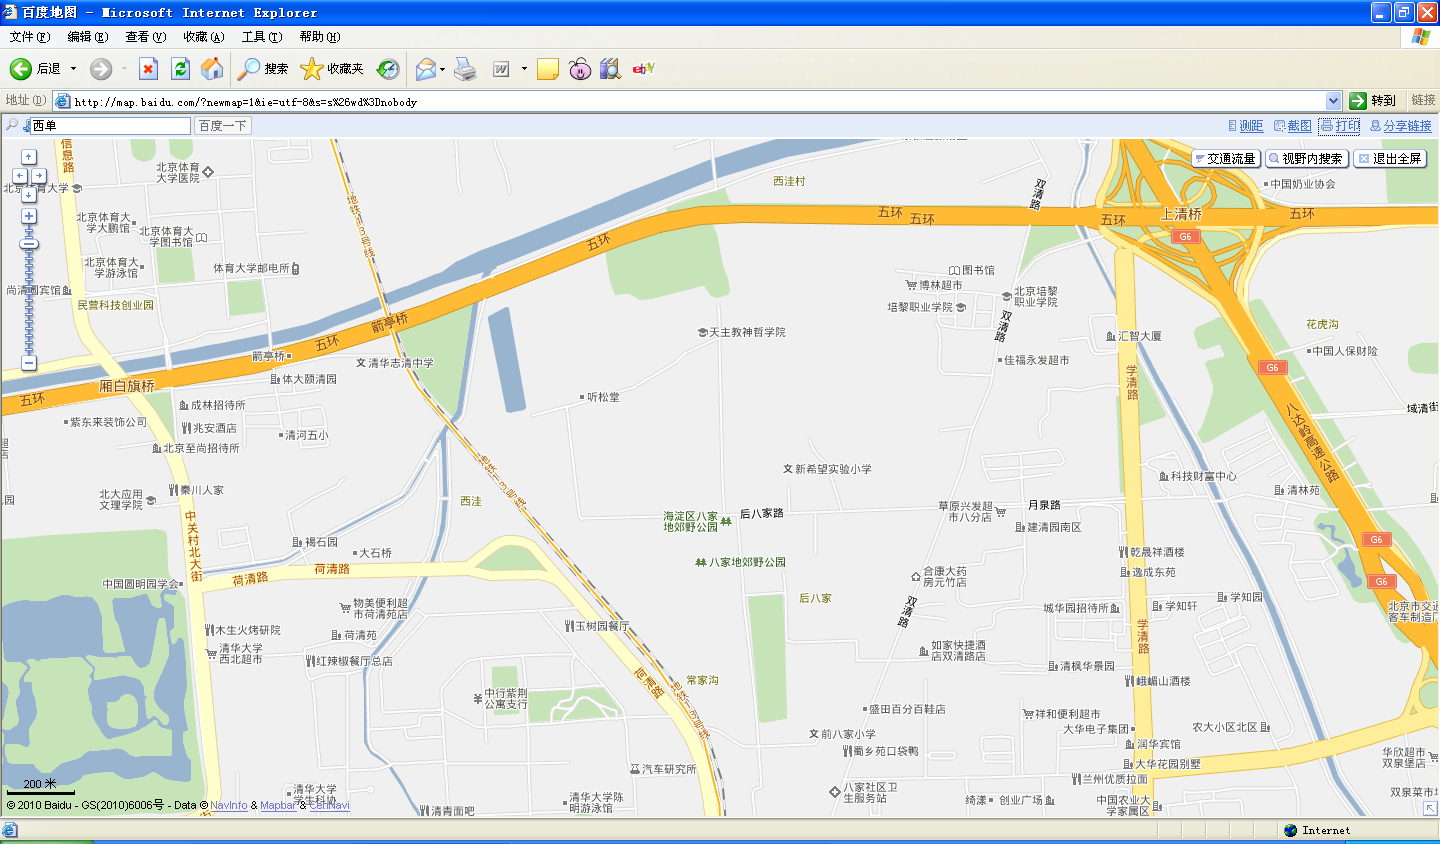 百度地图 - Microsoft Internet Explorer
文件(F) 编辑(E) 查看(V) 收藏(A) 工具(T) 帮助(H)
后退 搜索 收藏夹
地址(D) http://map.baidu.com/?newmap=1&ie=utf-8&s=s%26wd%3Dnobody 转到 链接
西单 百度一下 测距 截图 打印 分享链接
交通流量 视野内搜索 退出全屏
信息路
北京体育
大学医院
北京体育大学
北京体育大
学大鹏馆
北京体育大
学图书馆
北京体育大
学游泳馆
体育大学邮电所
尚清园宾馆
民营科技创业园
地铁13号线
西洼村
双清路
五环
五环
五环
上清桥
五环
G6
中国奶业协会
五环
图书馆
博林超市
培黎职业学院
北京培黎
职业学院
双清路
箭亭桥
五环
箭亭桥
清华志清中学
天主教神哲学院
佳福永发超市
汇智大厦
花虎沟
中国人保财险
G6
厢白旗桥
五环
体大颐清园
成林招待所
兆安酒店
北京至尚招待所
紫东来装饰公司
清河五小
听松堂
学清路
域清街
八达岭高速公路
新希望实验小学
科技财富中心
清林苑
秦川人家
北大应用
文理学院
地铁13号线
西洼
海淀区八家
地郊野公园
后八家路
草原兴发超
市八分店
月泉路
建清园南区
中关村北大街
褐石园
大石桥
八家地郊野公园
乾晟祥酒楼
逸成东苑
G6
G6
荷清路
荷清路
中国圆明园学会
合康大药
房元竹店
后八家
双清路
城华园招待所
学知轩
学知园
北京市交通
客车制造厂
物美便利超
市荷清苑店
荷清苑
木生火烤研院
清华大学
西北超市
红辣椒餐厅总店
玉树园餐厅
如家快捷酒
店双清路店
学清路
清枫华景园
峨嵋山酒楼
荷清路
常家沟
地铁13号线
中行紫荆
公寓支行
盛田百分百鞋店
祥和便利超市
大华电子集团
农大小区北区
前八家小学
蜀乡苑口袋鸭
润华宾馆
大华花园别墅
华欣超市
双泉堡店
汽车研究所
兰州优质拉面
八家社区卫
生服务站
绮漾
创业广场
中国农业大
学家属区
双泉菜市
清华大学
学生科协
清青面吧
清华大学陈
明游泳馆
200 米
© 2010 Baidu - GS(2010)6006号 - Data © NavInfo & Mapbar & CenNavi
Internet